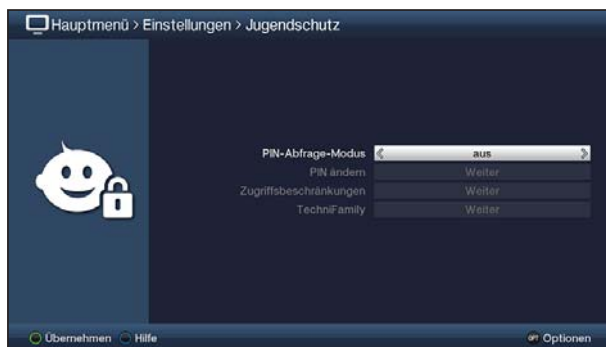 Hauptmenü > Einstellungen > Jugendschutz
PIN-Abfrage-Modus aus
PIN ändern Weiter
Zugriffsbeschränkungen Weiter
TechniFamily Weiter
Übernehmen Hilfe OPT Optionen